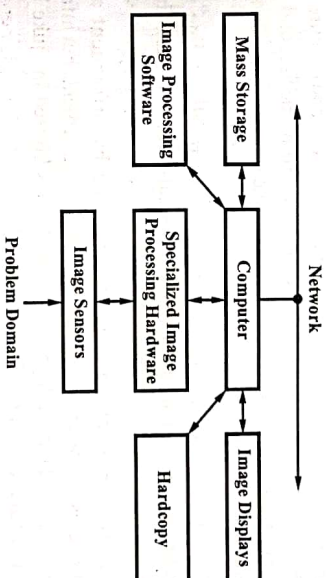 Network
Mass Storage
Computer
Image Displays
Image Processing
Software
Specialized Image
Processing Hardware
Hardcopy
Image Sensors
Problem Domain